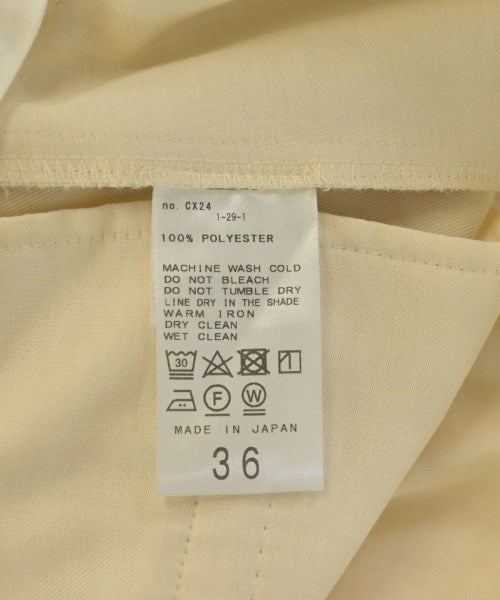 no. CX24
1-29-1
100% POLYESTER
MACHINE WASH COLD
DO NOT BLEACH
DO NOT TUMBLE DRY
LINE DRY IN THE SHADE
WARM IRON
DRY CLEAN
WET CLEAN
30
F W
MADE IN JAPAN
36